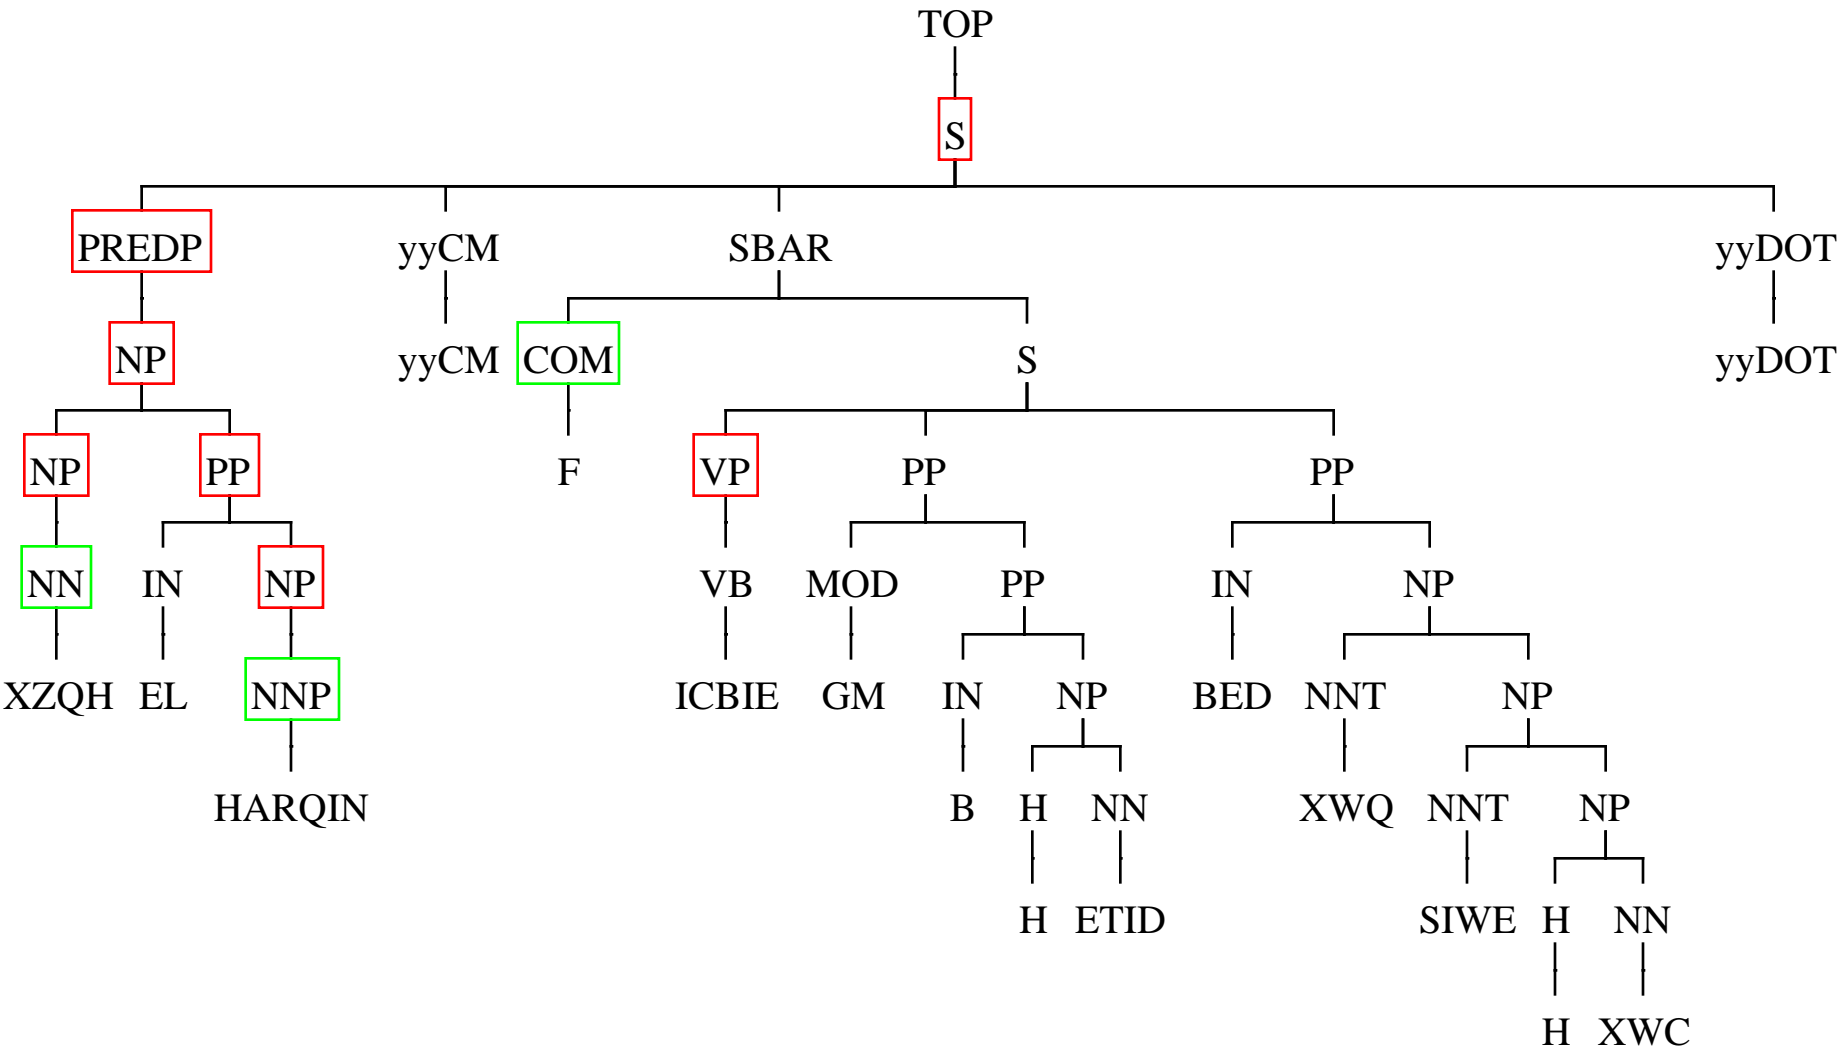 TOP
S
PREDP yyCM SBAR yyDOT
NP yyCM COM S yyDOT
NP PP F VP PP PP
NN IN NP VB MOD PP IN NP
XZQH EL NNP ICBIE GM IN NP BED NNT NP
HARQIN B H NN XWQ NNT NP
H ETID SIWE H NN
H XWC